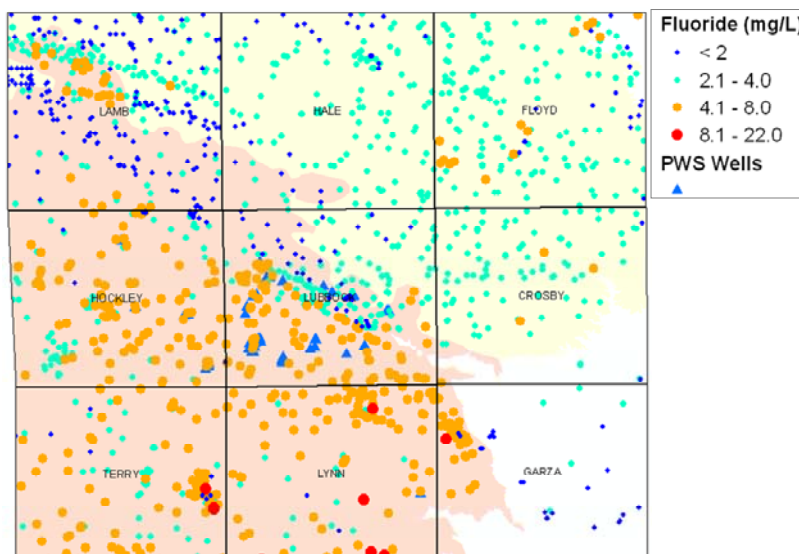 Fluoride (mg/L)
< 2
2.1 - 4.0
4.1 - 8.0
8.1 - 22.0
PWS Wells
LAMB
HALE
FLOYD
HOCKLEY
LUBBOCK
CROSBY
TERRY
LYNN
GARZA